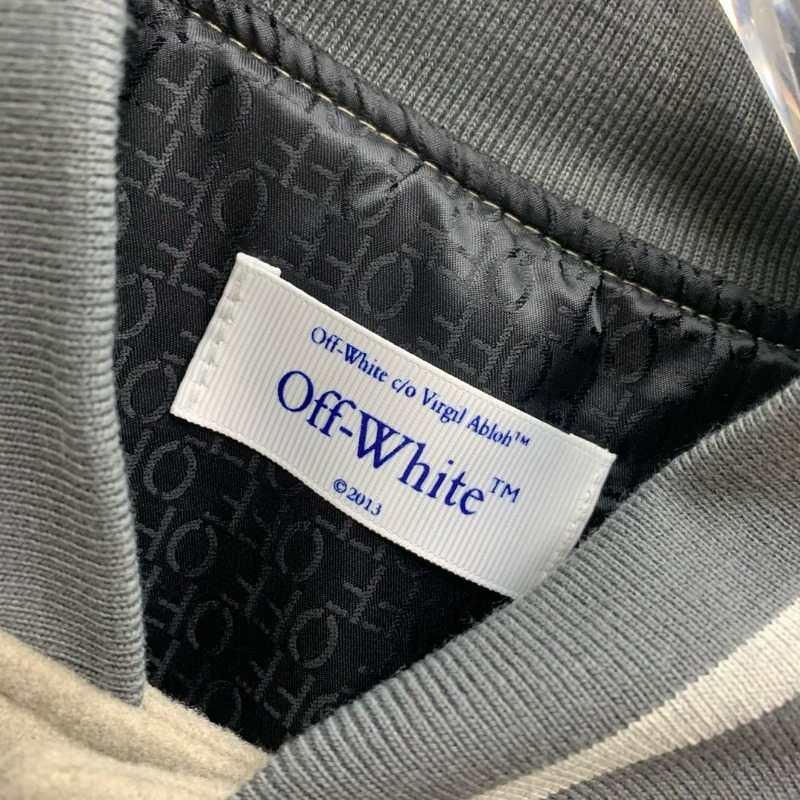 Off-White c/o Virgil Abloh™
Off-White™
©2013